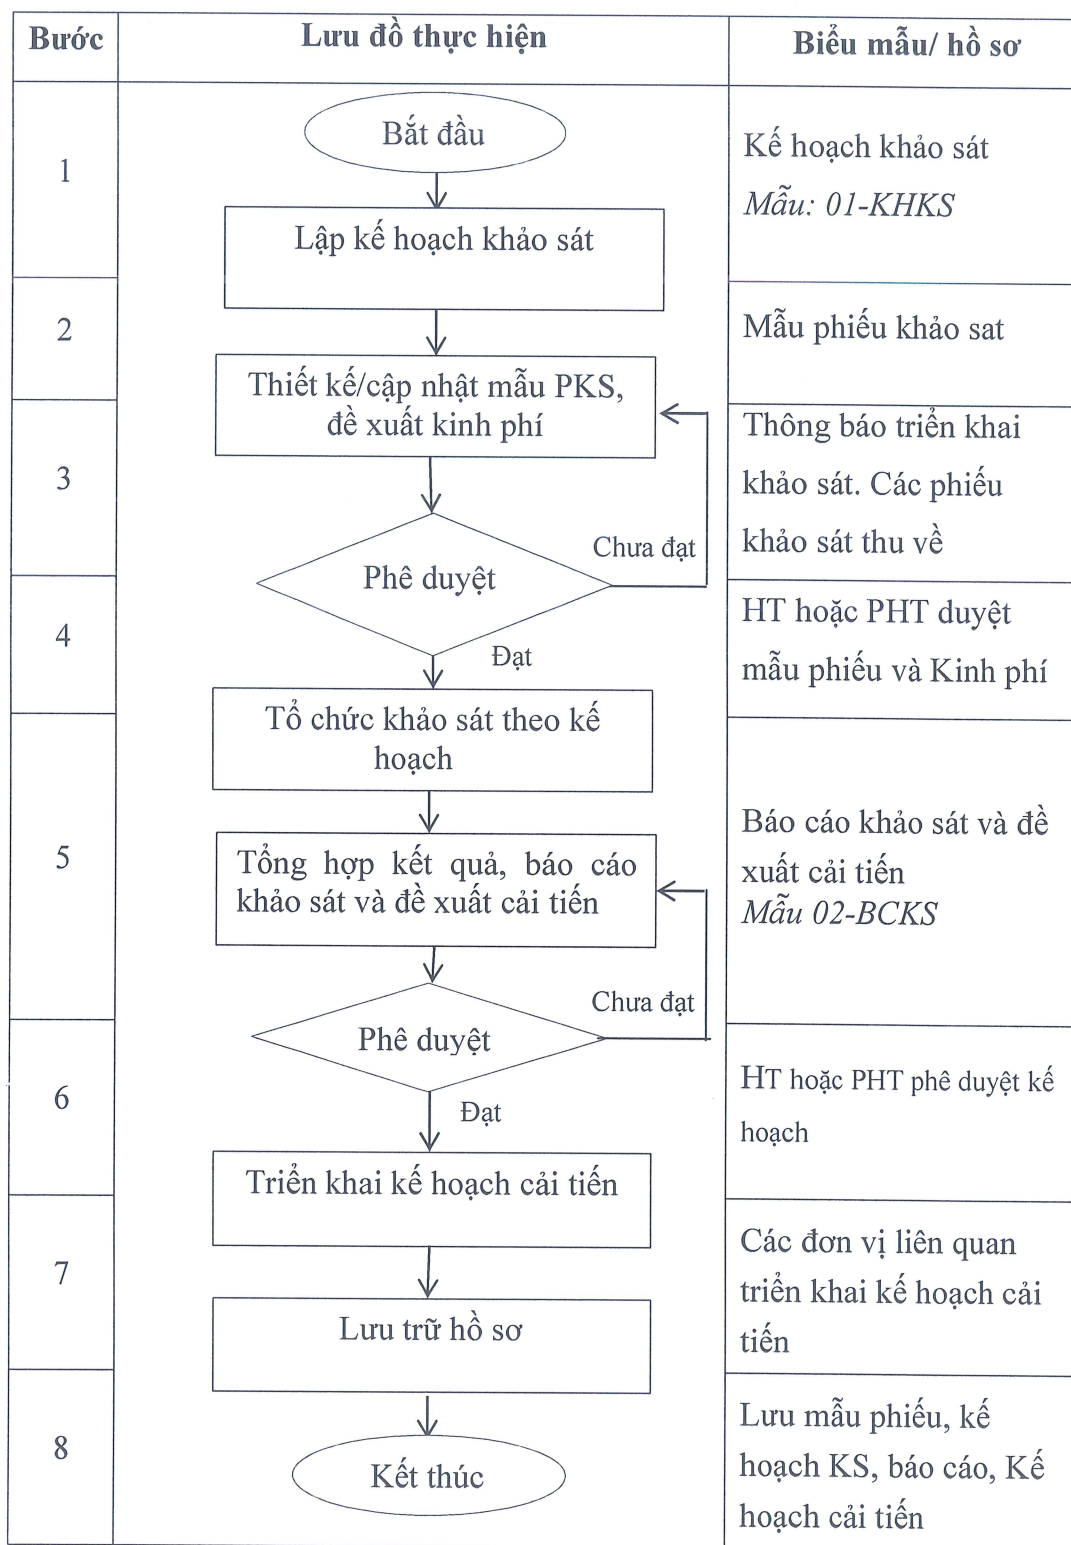 Bước
Lưu đồ thực hiện
Biểu mẫu/ hồ sơ
1
Bắt đầu
Lập kế hoạch khảo sát
Kế hoạch khảo sát
Mẫu: 01-KHKS
2
Thiết kế/cập nhật mẫu PKS,
đề xuất kinh phí
Mẫu phiếu khảo sat
3
Phê duyệt
Chưa đạt
Thông báo triển khai
khảo sát. Các phiếu
khảo sát thu về
4
Đạt
Tổ chức khảo sát theo kế
hoạch
HT hoặc PHT duyệt
mẫu phiếu và Kinh phí
5
Tổng hợp kết quả, báo cáo
khảo sát và đề xuất cải tiến
Chưa đạt
Phê duyệt
Báo cáo khảo sát và đề
xuất cải tiến
Mẫu 02-BCKS
6
Đạt
Triển khai kế hoạch cải tiến
HT hoặc PHT phê duyệt kế
hoạch
7
Lưu trữ hồ sơ
Các đơn vị liên quan
triển khai kế hoạch cải
tiến
8
Kết thúc
Lưu mẫu phiếu, kế
hoạch KS, báo cáo, Kế
hoạch cải tiến